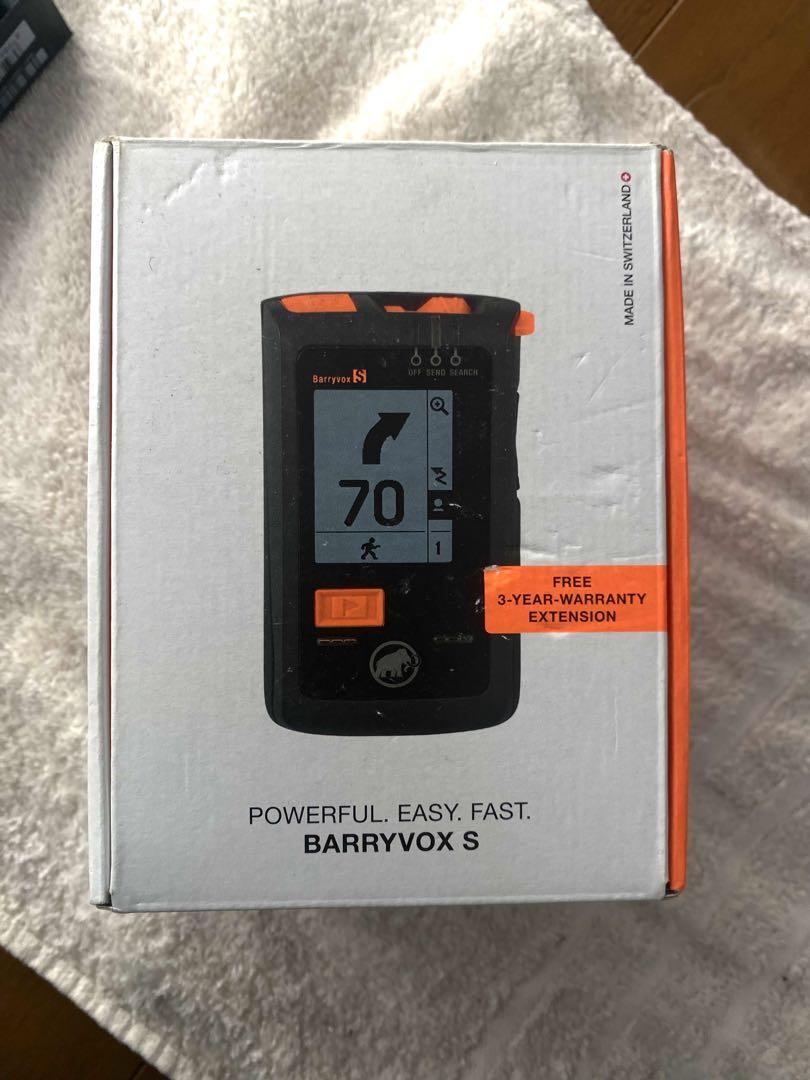 MADE IN SWITZERLAND
Barryvox S
OFF SEND SEARCH
70
1
FREE
3-YEAR-WARRANTY
EXTENSION
POWERFUL. EASY. FAST.
BARRYVOX S